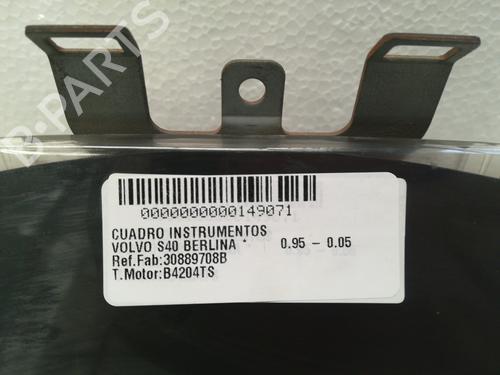 0000000000149071
CUADRO INSTRUMENTOS
VOLVO S40 BERLINA * 0.95 - 0.05
Ref.Fab:30889708B
T.Motor:B4204TS
B-PARTS